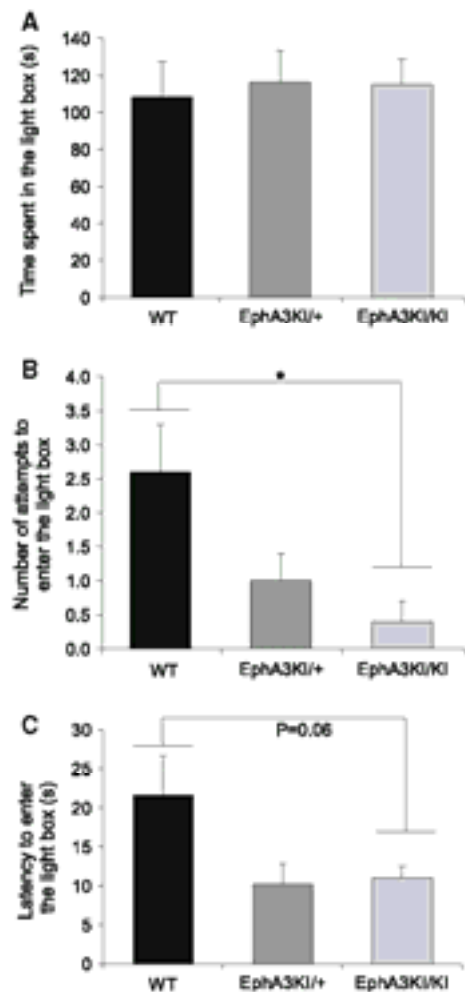 A
Time spent in the light box (s)
140
120
100
80
60
40
20
0
WT EphA3KI/+ EphA3KI/KI
B
Number of attempts to
enter the light box
4.0
3.5
3.0
2.5
2.0
1.5
1.0
0.5
0.0
*
WT EphA3KI/+ EphA3KI/KI
C
Latency to enter
the light box (s)
30
25
20
15
10
5
0
P=0.06
WT EphA3KI/+ EphA3KI/KI